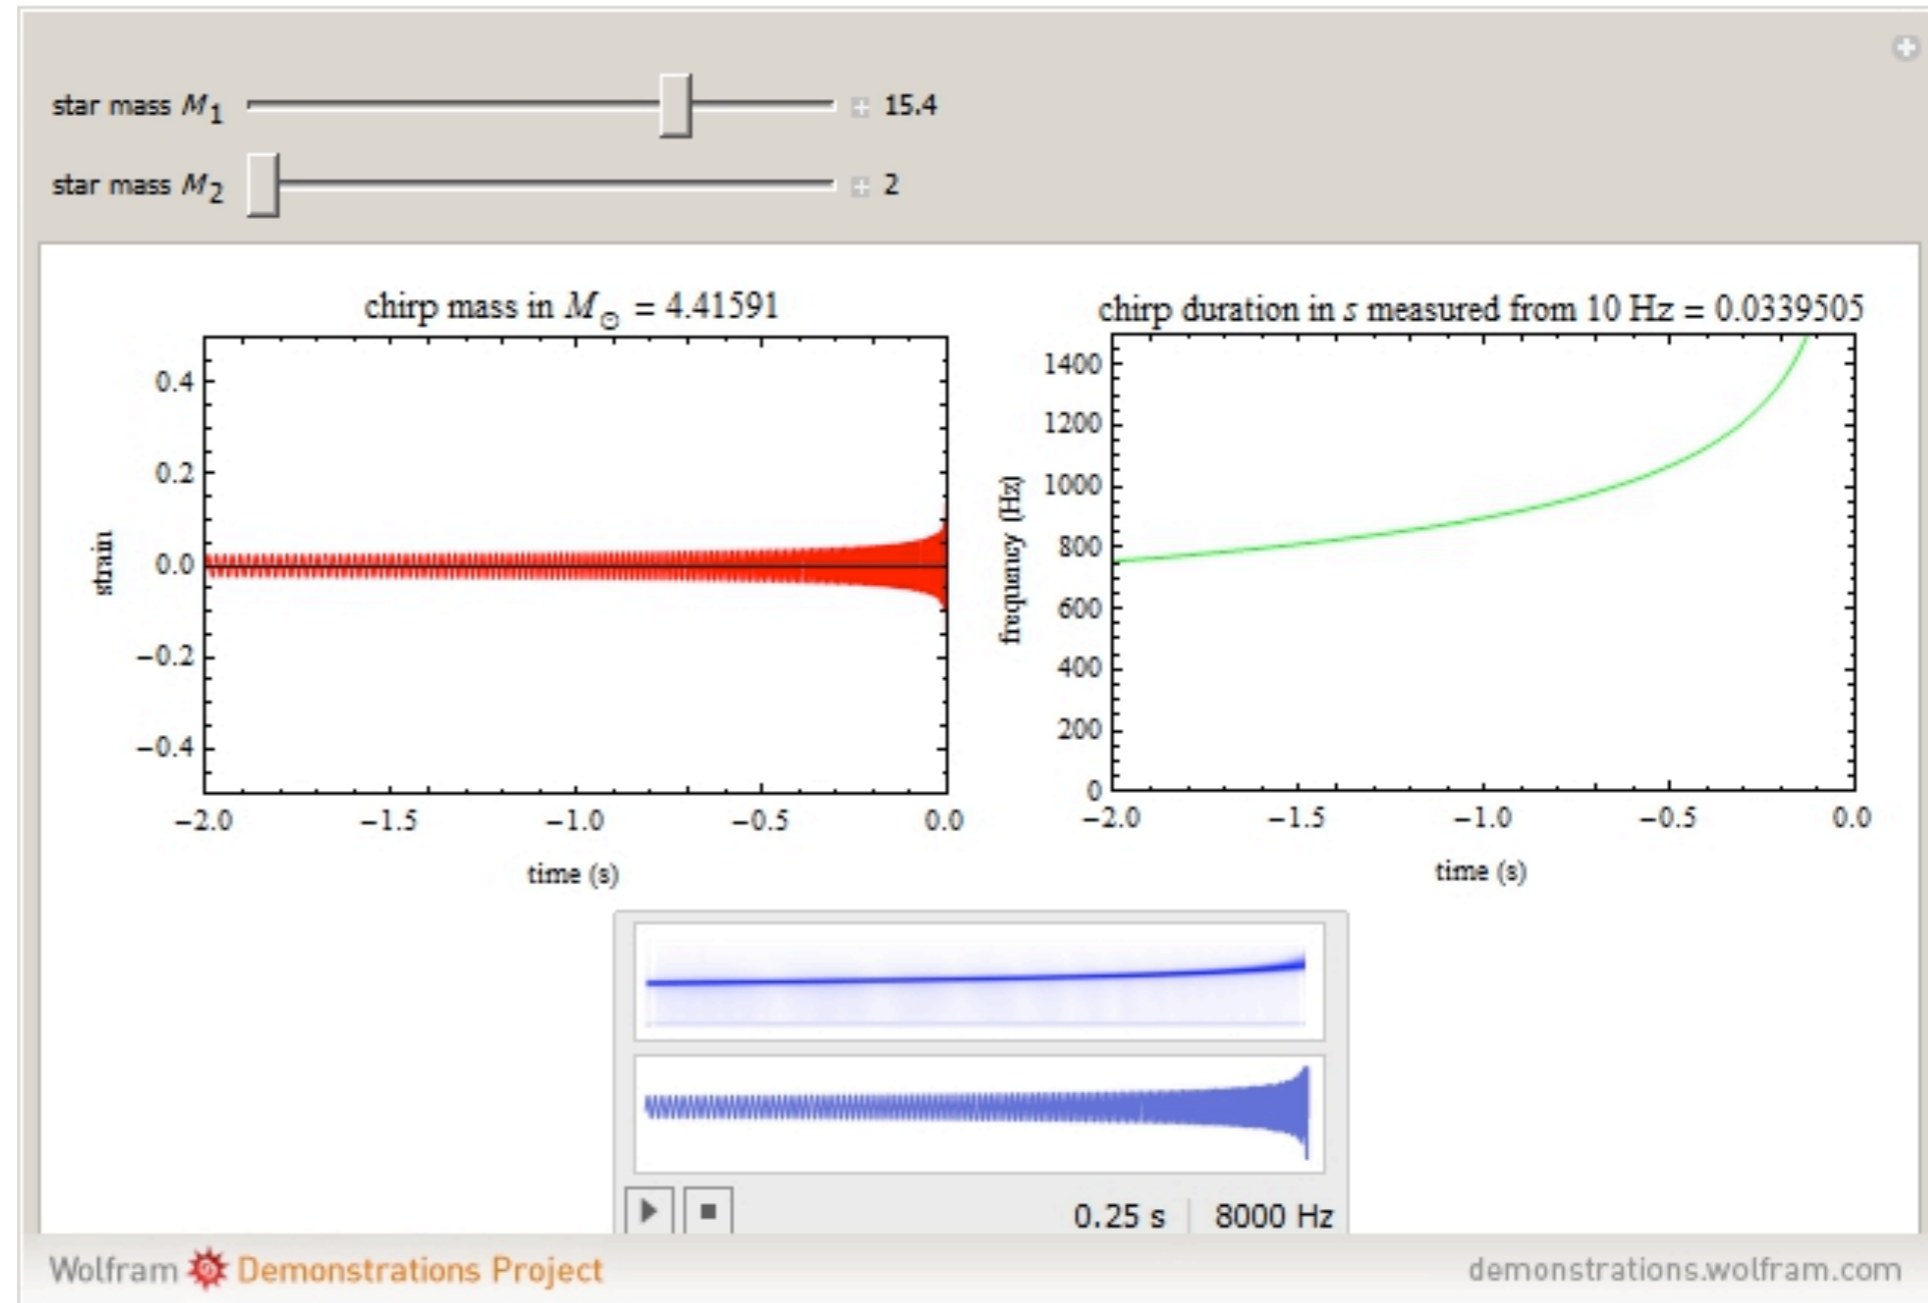 star mass M1 15.4
star mass M2 2
chirp mass in M⊙ = 4.41591
0.4
0.2
0.0
−0.2
−0.4
strain
−2.0 −1.5 −1.0 −0.5 0.0
time (s)
chirp duration in s measured from 10 Hz = 0.0339505
1400
1200
1000
800
600
400
200
0
frequency (Hz)
−2.0 −1.5 −1.0 −0.5 0.0
time (s)
0.25 s 8000 Hz
Wolfram Demonstrations Project
demonstrations.wolfram.com